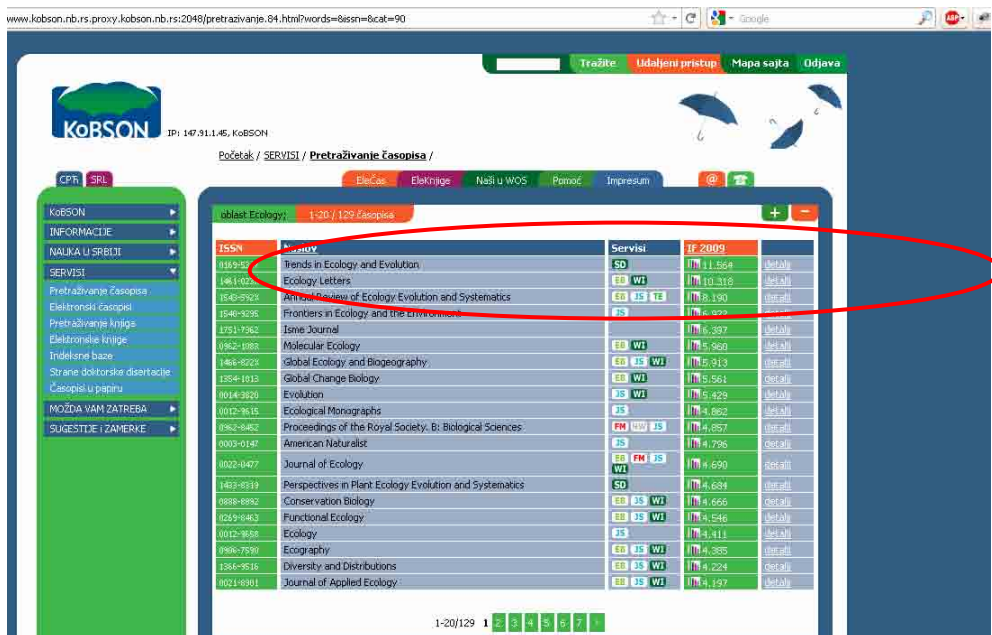 www.kobson.nb.rs.proxy.kobson.nb.rs:2048/pretrazivanje.84.html?words=&issn=&cat=90
Google
ABP
Tražite Udaljeni pristup Mapa sajta Odjava
KoBSON IP: 147.91.1.45, KoBSON
Početak / SERVISI / Pretraživanje časopisa /
СРЋ SRL EleČas EleKnjige Naši u WOS Pomoć Impresum @
KoBSON
INFORMACIJE
NAUKA U SRBIJI
SERVISI
Pretraživanje časopisa
Elektronski časopisi
Pretraživanje knjiga
Elektronske knjige
Indeksne baze
Strane doktorske disertacije
Časopisi u papiru
MOŽDA VAM ZATREBA
SUGESTIJE i ZAMERKE
oblast Ecology; 1-20 / 129 časopisa + −
ISSN Naslov Servisi IF 2009
Trends in Ecology and Evolution SD 11.564 detalji
Ecology Letters EB WI 10.318 detalji
1543-592X Annual Review of Ecology Evolution and Systematics EB JS TE 8.190 detalji
1540-9295 Frontiers in Ecology and the Environment JS 6.922 detalji
1751-7362 Isme Journal 6.397 detalji
0962-1083 Molecular Ecology EB WI 5.960 detalji
1466-822X Global Ecology and Biogeography EB JS WI 5.913 detalji
1354-1013 Global Change Biology EB WI 5.561 detalji
0014-3820 Evolution JS WI 5.429 detalji
0012-9615 Ecological Monographs JS 4.862 detalji
0962-8452 Proceedings of the Royal Society. B: Biological Sciences FM HW JS 4.857 detalji
0003-0147 American Naturalist JS 4.796 detalji
0022-0477 Journal of Ecology EB FM JS WI 4.690 detalji
1433-8319 Perspectives in Plant Ecology Evolution and Systematics SD 4.684 detalji
0888-8892 Conservation Biology EB JS WI 4.666 detalji
0269-8463 Functional Ecology EB JS WI 4.546 detalji
0012-9658 Ecology JS 4.411 detalji
0906-7590 Ecography EB JS WI 4.385 detalji
1366-9516 Diversity and Distributions EB JS WI 4.224 detalji
0021-8901 Journal of Applied Ecology EB JS WI 4.197 detalji
1-20/129 1 2 3 4 5 6 7 >